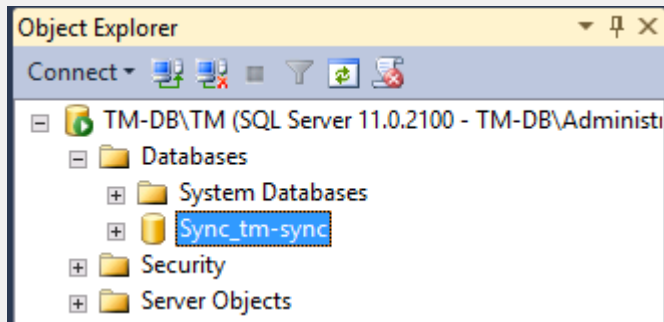 Object Explorer
Connect
TM-DB\TM (SQL Server 11.0.2100 - TM-DB\Administ
Databases
System Databases
Sync_tm-sync
Security
Server Objects